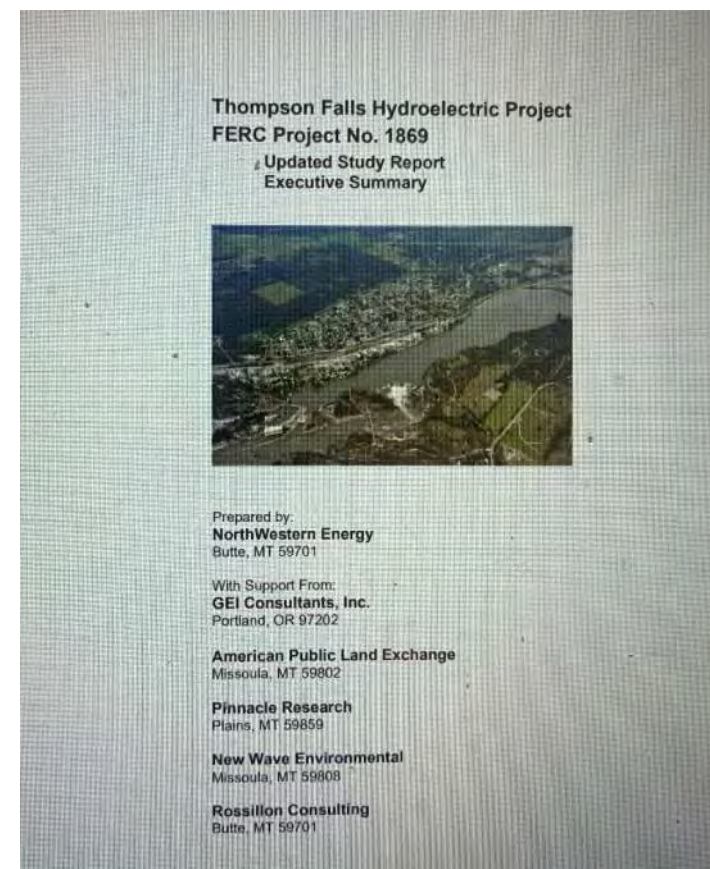 Thompson Falls Hydroelectric Project
FERC Project No. 1869
Updated Study Report
Executive Summary
Prepared by:
NorthWestern Energy
Butte, MT 59701
With Support From:
GEI Consultants, Inc.
Portland, OR 97202
American Public Land Exchange
Missoula, MT 59802
Pinnacle Research
Plains, MT 59859
New Wave Environmental
Missoula, MT 59808
Rossillon Consulting
Butte, MT 59701